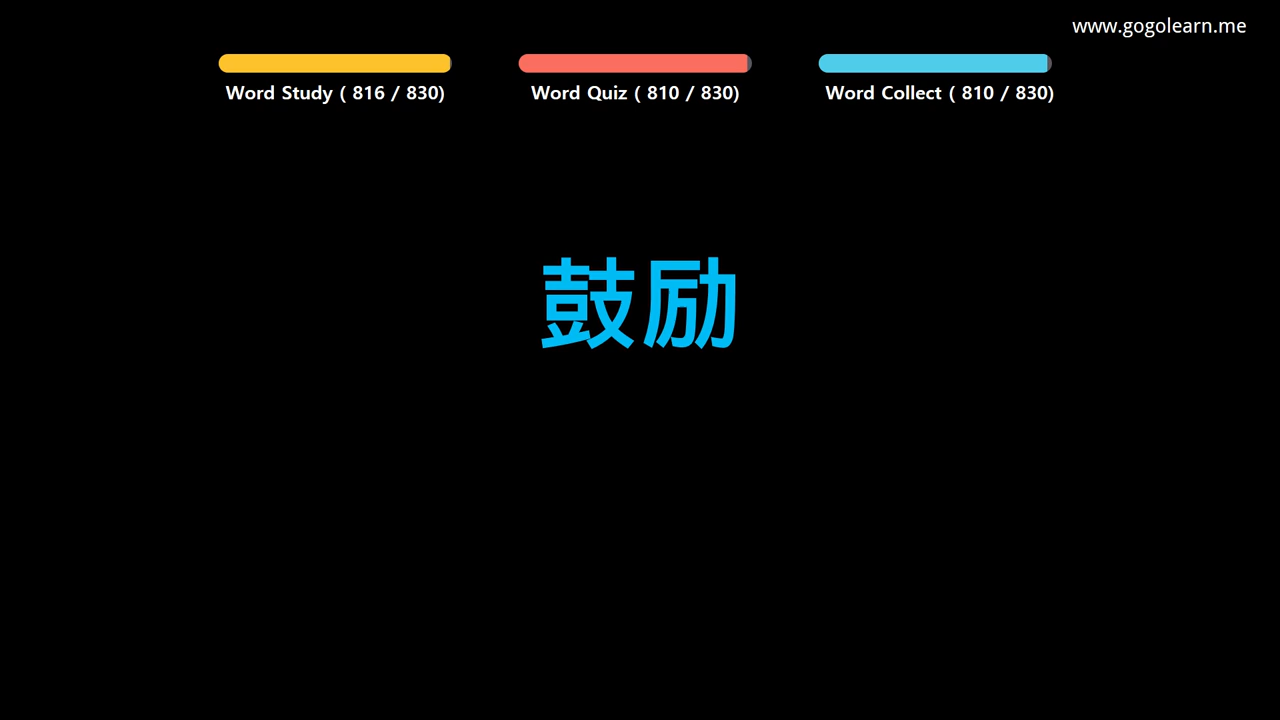 www.gogolearn.me
Word Study ( 816 / 830)
Word Quiz ( 810 / 830)
Word Collect ( 810 / 830)
鼓励